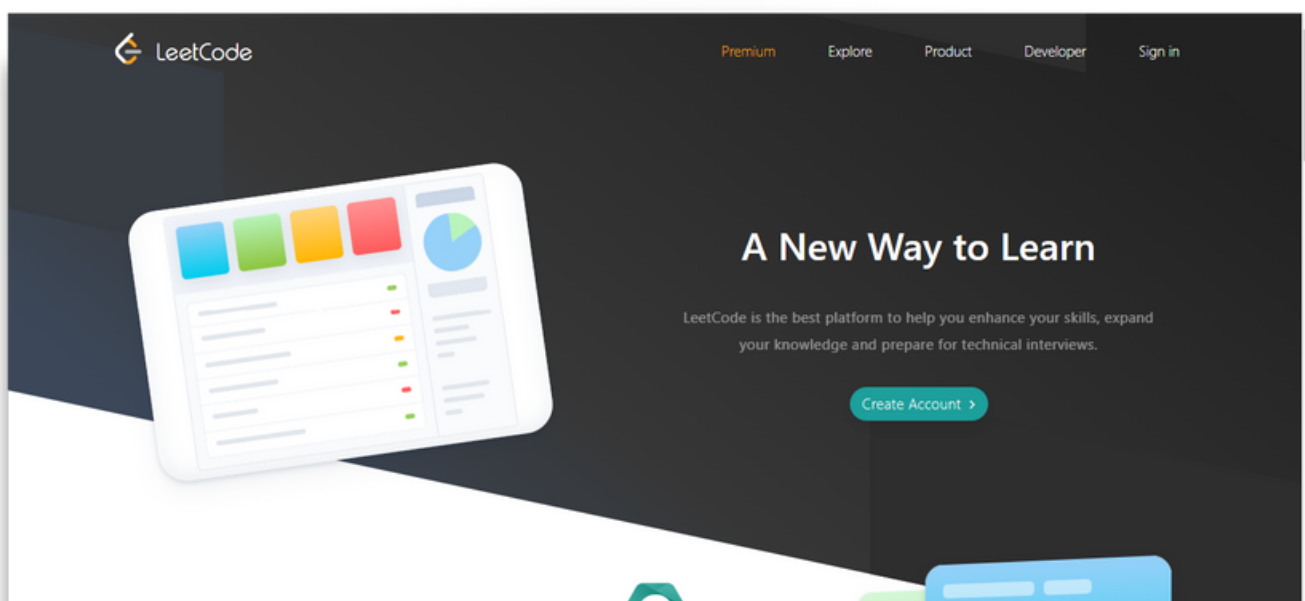 LeetCode
Premium Explore Product Developer Sign in
A New Way to Learn
LeetCode is the best platform to help you enhance your skills, expand
your knowledge and prepare for technical interviews.
Create Account >